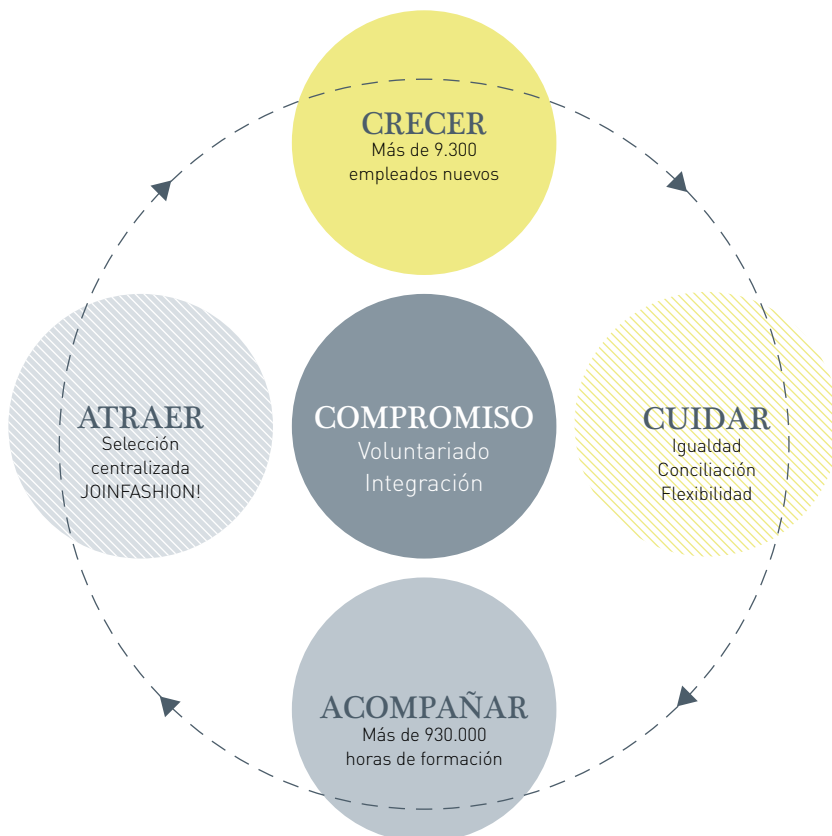 CRECER
Más de 9.300
empleados nuevos
ATRAER
Selección
centralizada
JOINFASHION!
COMPROMISO
Voluntariado
Integración
CUIDAR
Igualdad
Conciliación
Flexibilidad
ACOMPAÑAR
Más de 930.000
horas de formación